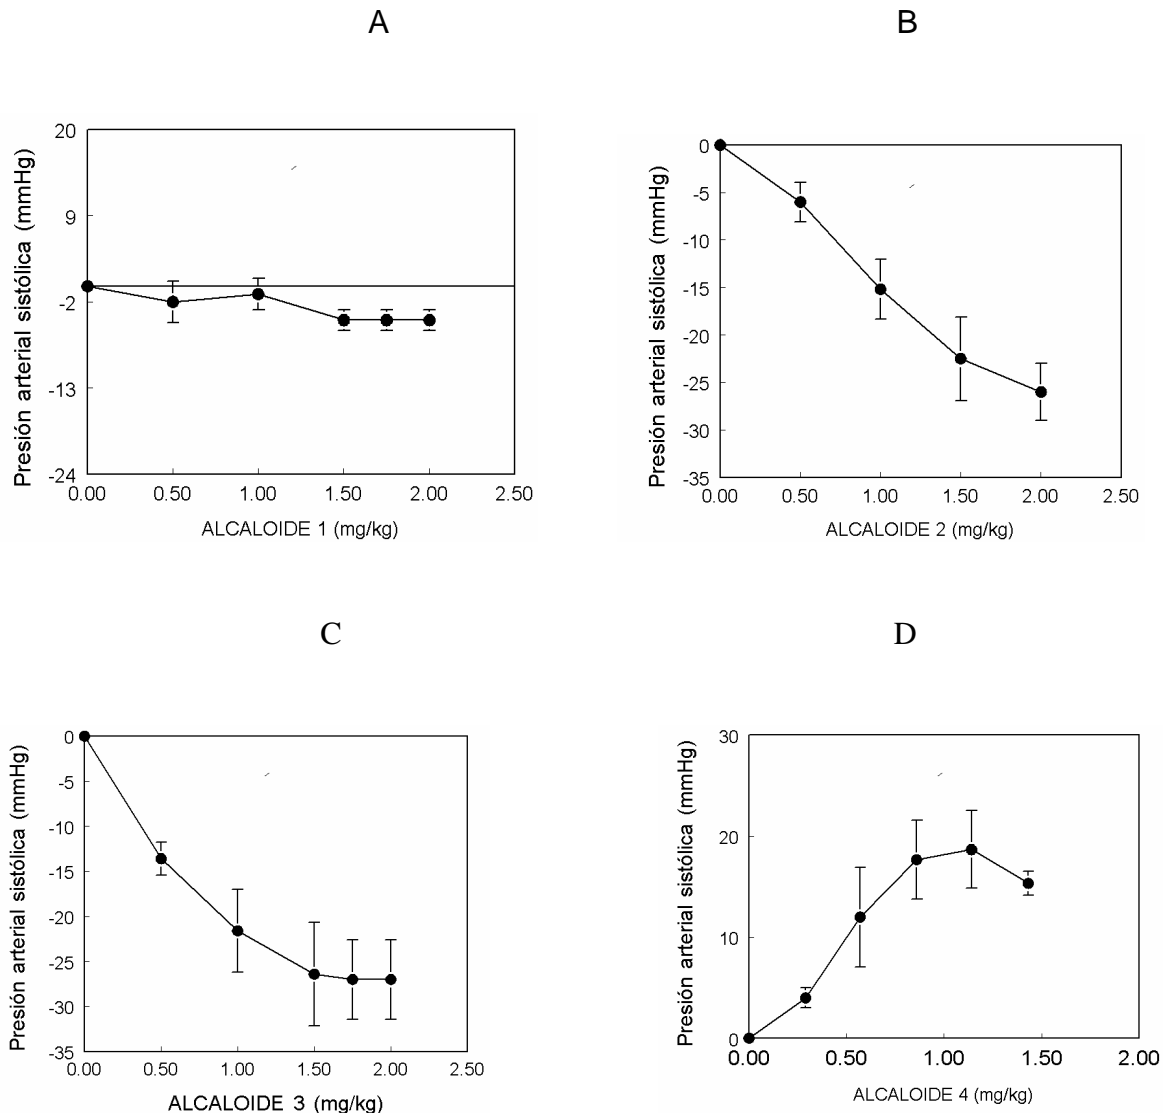 A
Presión arterial sistólica (mmHg)
20
9
-2
-13
-24
0.00 0.50 1.00 1.50 2.00 2.50
ALCALOIDE 1 (mg/kg)
B
Presión arterial sistólica (mmHg)
0
-5
-10
-15
-20
-25
-30
-35
0.00 0.50 1.00 1.50 2.00 2.50
ALCALOIDE 2 (mg/kg)
C
Presión arterial sistólica (mmHg)
0
-5
-10
-15
-20
-25
-30
-35
0.00 0.50 1.00 1.50 2.00 2.50
ALCALOIDE 3 (mg/kg)
D
Presión arterial sistólica (mmHg)
30
20
10
0
0.00 0.50 1.00 1.50 2.00
ALCALOIDE 4 (mg/kg)